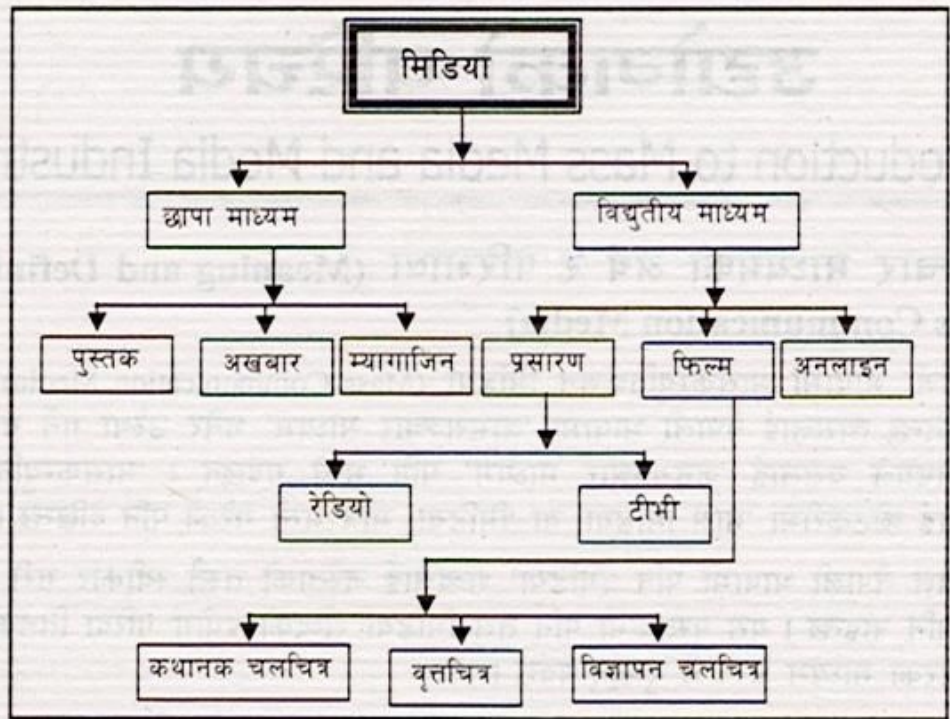 मिडिया
छापा माध्यम
विद्युतीय माध्यम
पुस्तक
अखबार
म्यागाजिन
प्रसारण
फिल्म
अनलाइन
रेडियो
टीभी
कथानक चलचित्र
वृत्तचित्र
विज्ञापन चलचित्र